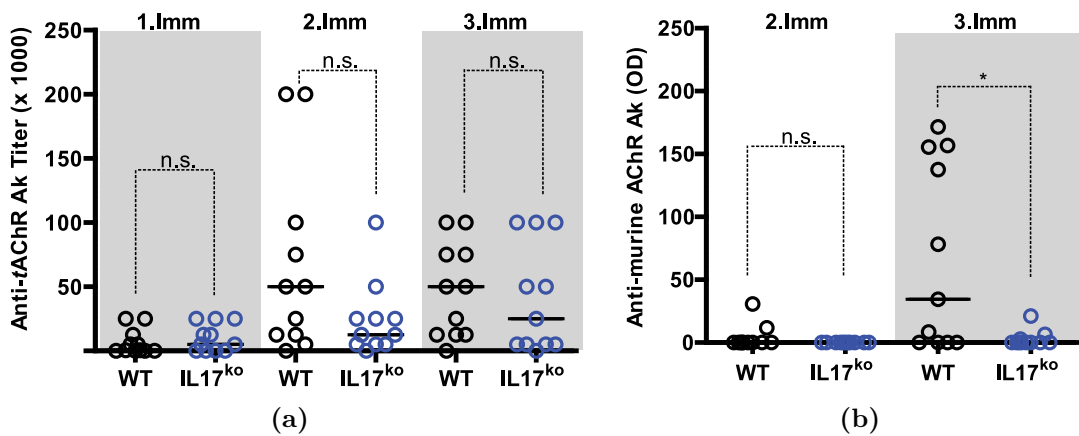 1.Imm 2.Imm 3.Imm
250
200
150
100
50
Anti-tAChR Ak Titer (x 1000)
n.s. n.s. n.s.
WT IL17ko WT IL17ko WT IL17ko
(a)
2.Imm 3.Imm
250
200
150
100
50
0
Anti-murine AChR Ak (OD)
n.s. *
WT IL17ko WT IL17ko
(b)